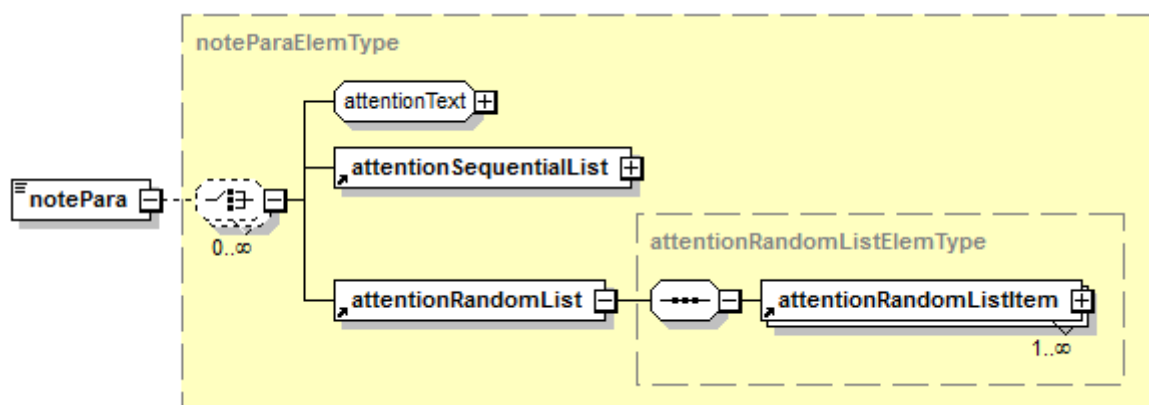 noteParaElemType
attentionText
attentionSequentialList
notePara
0..∞
attentionRandomListElemType
attentionRandomList
attentionRandomListItem
1..∞